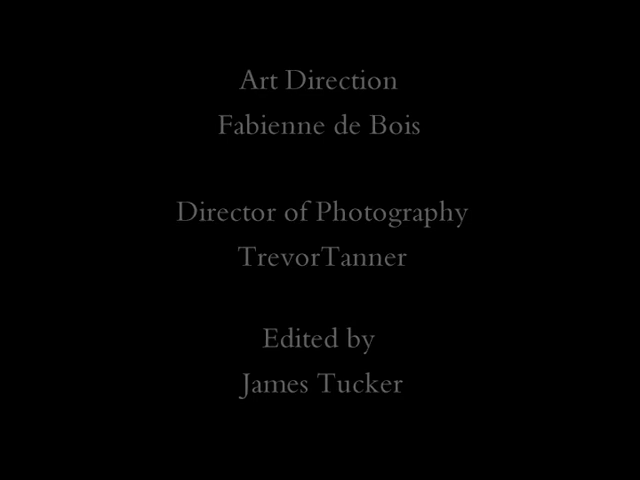 Art Direction
Fabienne de Bois
Director of Photography
TrevorTanner
Edited by
James Tucker